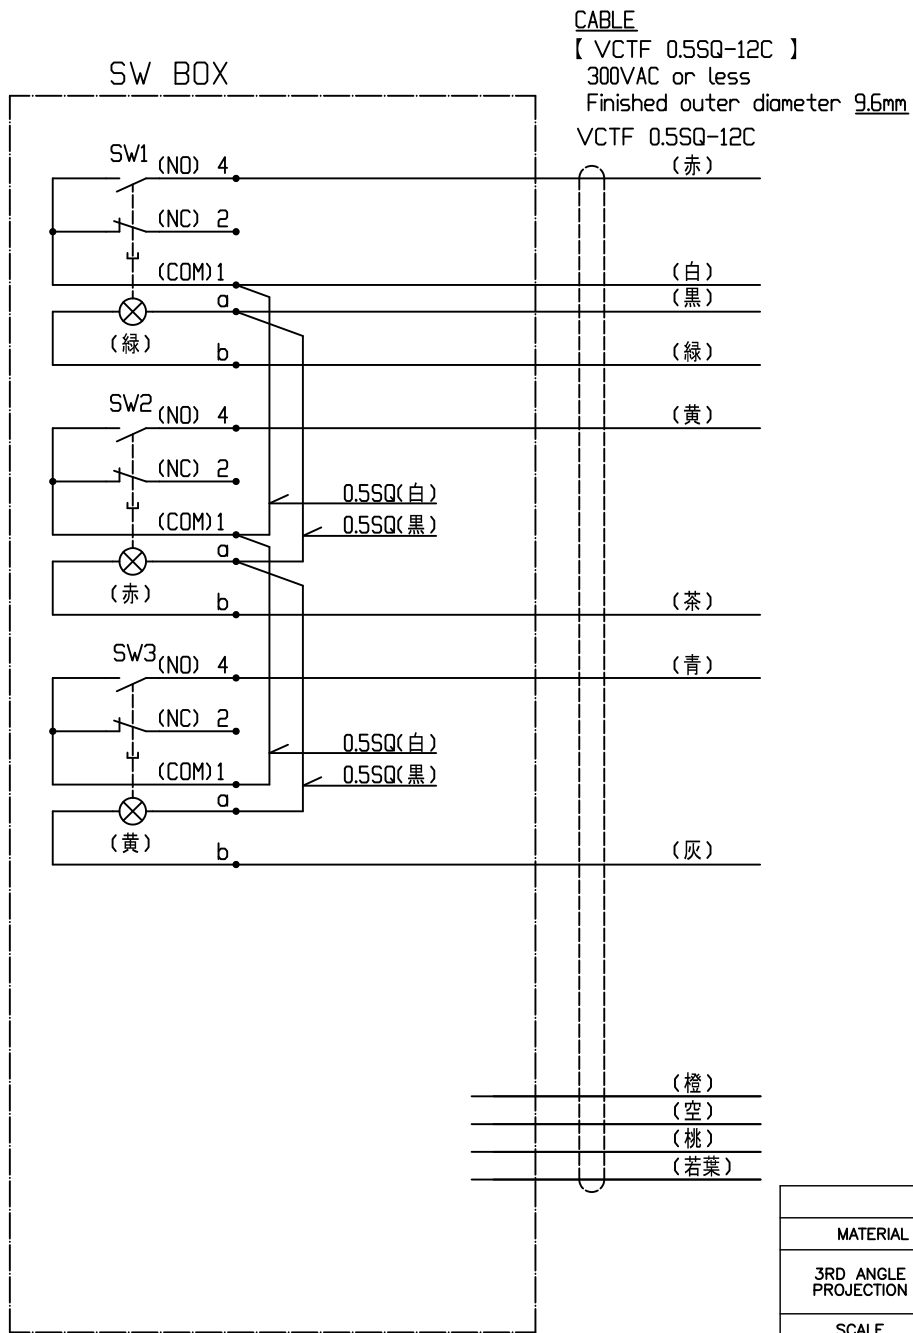 CABLE
【 VCTF 0.5SQ-12C 】
300VAC or less
Finished outer diameter 9.6mm
SW BOX
VCTF 0.5SQ-12C
SW1
(NO) 4
(赤)
(NC) 2
(COM) 1
(白)
a
(黒)
(緑)
b
(緑)
SW2
(NO) 4
(黄)
(NC) 2
0.5SQ(白)
(COM) 1
0.5SQ(黒)
a
(赤)
b
(茶)
SW3
(NO) 4
(青)
(NC) 2
0.5SQ(白)
(COM) 1
0.5SQ(黒)
a
(黄)
b
(灰)
(橙)
(空)
(桃)
(若葉)
MATERIAL
3RD ANGLE
PROJECTION
SCALE